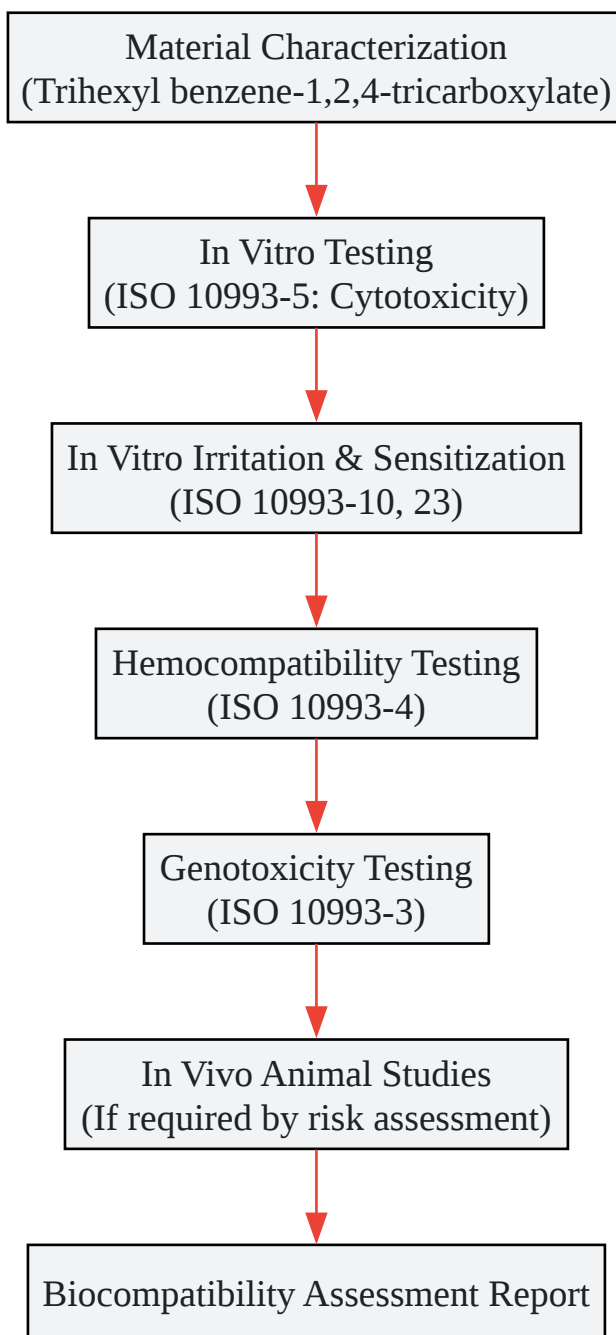 Material Characterization
(Trihexyl benzene-1,2,4-tricarboxylate)
In Vitro Testing
(ISO 10993-5: Cytotoxicity)
In Vitro Irritation & Sensitization
(ISO 10993-10, 23)
Hemocompatibility Testing
(ISO 10993-4)
Genotoxicity Testing
(ISO 10993-3)
In Vivo Animal Studies
(If required by risk assessment)
Biocompatibility Assessment Report